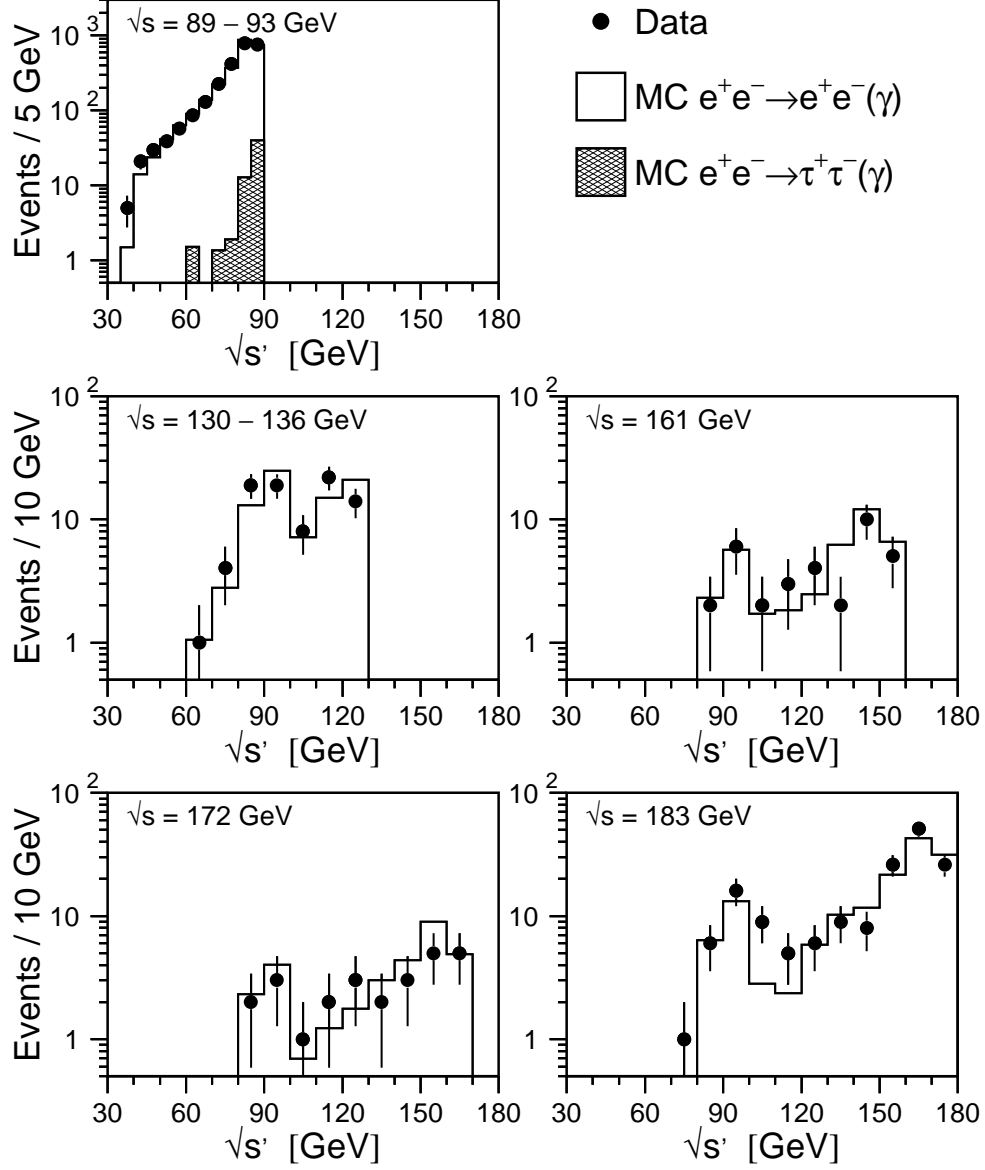 √s = 89 – 93 GeV
Events / 5 GeV
10³
10²
10
1
30 60 90 120 150 180
√s’ [GeV]
Data
MC e⁺e⁻→e⁺e⁻(γ)
MC e⁺e⁻→τ⁺τ⁻(γ)
√s = 130 – 136 GeV
Events / 10 GeV
10²
10
1
30 60 90 120 150 180
√s’ [GeV]
√s = 161 GeV
10²
10
1
30 60 90 120 150 180
√s’ [GeV]
√s = 172 GeV
Events / 10 GeV
10²
10
1
30 60 90 120 150 180
√s’ [GeV]
√s = 183 GeV
10²
10
1
30 60 90 120 150 180
√s’ [GeV]